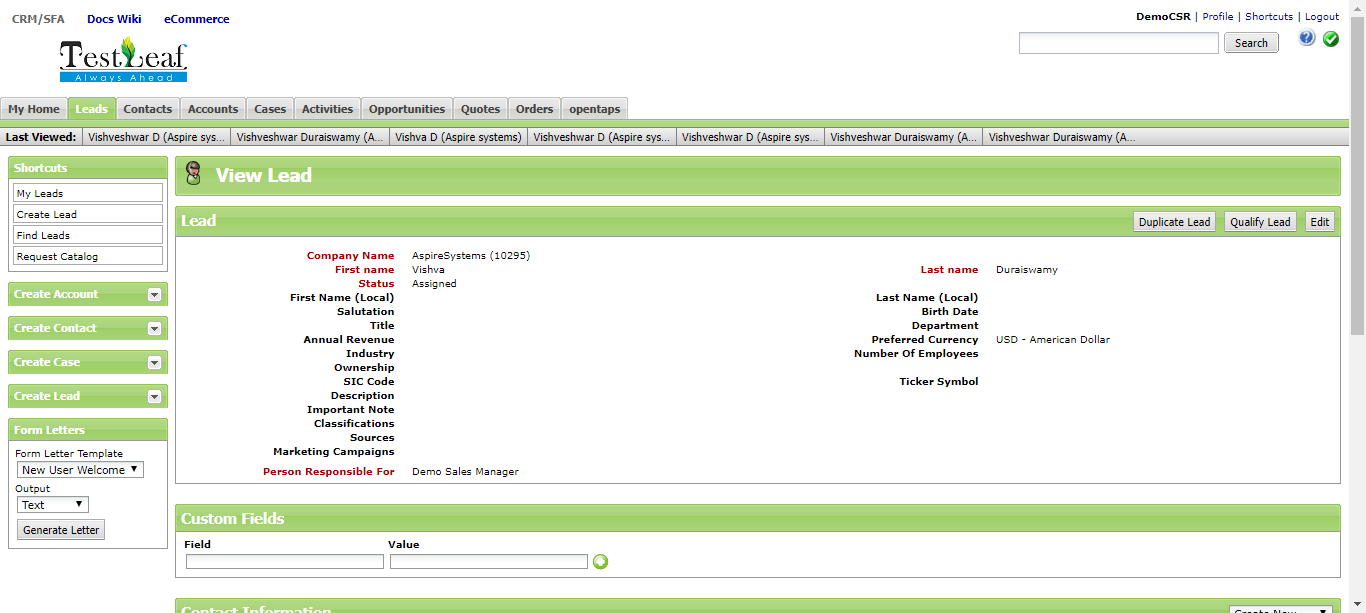 CRM/SFA Docs Wiki eCommerce
DemoCSR | Profile | Shortcuts | Logout
TestLeaf
Always Ahead
Search
My Home Leads Contacts Accounts Cases Activities Opportunities Quotes Orders opentaps
Last Viewed: Vishveshwar D (Aspire sys... Vishveshwar Duraiswamy (A... Vishva D (Aspire systems) Vishveshwar D (Aspire sys... Vishveshwar D (Aspire sys... Vishveshwar Duraiswamy (A... Vishveshwar Duraiswamy (A...
Shortcuts
My Leads
Create Lead
Find Leads
Request Catalog
Create Account
Create Contact
Create Case
Create Lead
Form Letters
Form Letter Template
New User Welcome
Output
Text
Generate Letter
View Lead
Lead Duplicate Lead Qualify Lead Edit
Company Name AspireSystems (10295)
First name Vishva Last name Duraiswamy
Status Assigned
First Name (Local) Last Name (Local)
Salutation Birth Date
Title Department
Annual Revenue Preferred Currency USD - American Dollar
Industry Number Of Employees
Ownership
SIC Code Ticker Symbol
Description
Important Note
Classifications
Sources
Marketing Campaigns
Person Responsible For Demo Sales Manager
Custom Fields
Field Value
Contact Information Create New